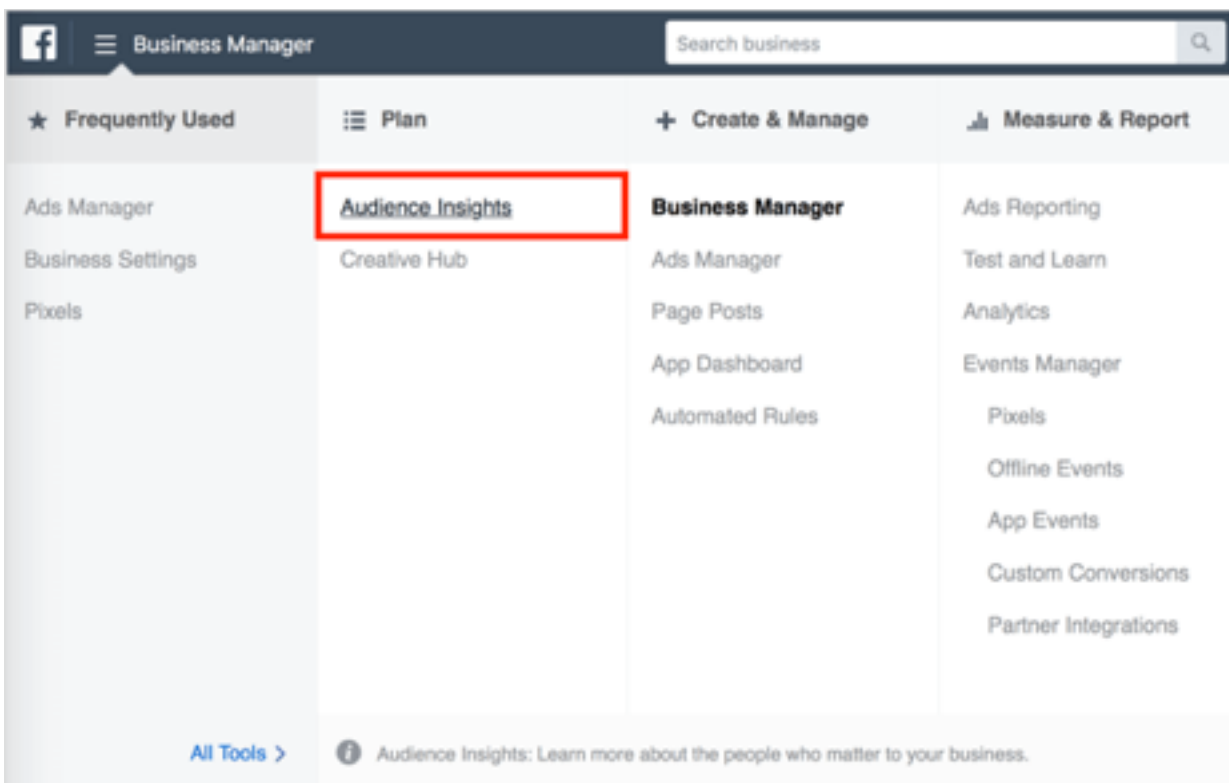 Business Manager
Search business
Frequently Used
Ads Manager
Business Settings
Pixels
All Tools >
Plan
Audience Insights
Creative Hub
Create & Manage
Business Manager
Ads Manager
Page Posts
App Dashboard
Automated Rules
Measure & Report
Ads Reporting
Test and Learn
Analytics
Events Manager
Pixels
Offline Events
App Events
Custom Conversions
Partner Integrations
Audience Insights: Learn more about the people who matter to your business.